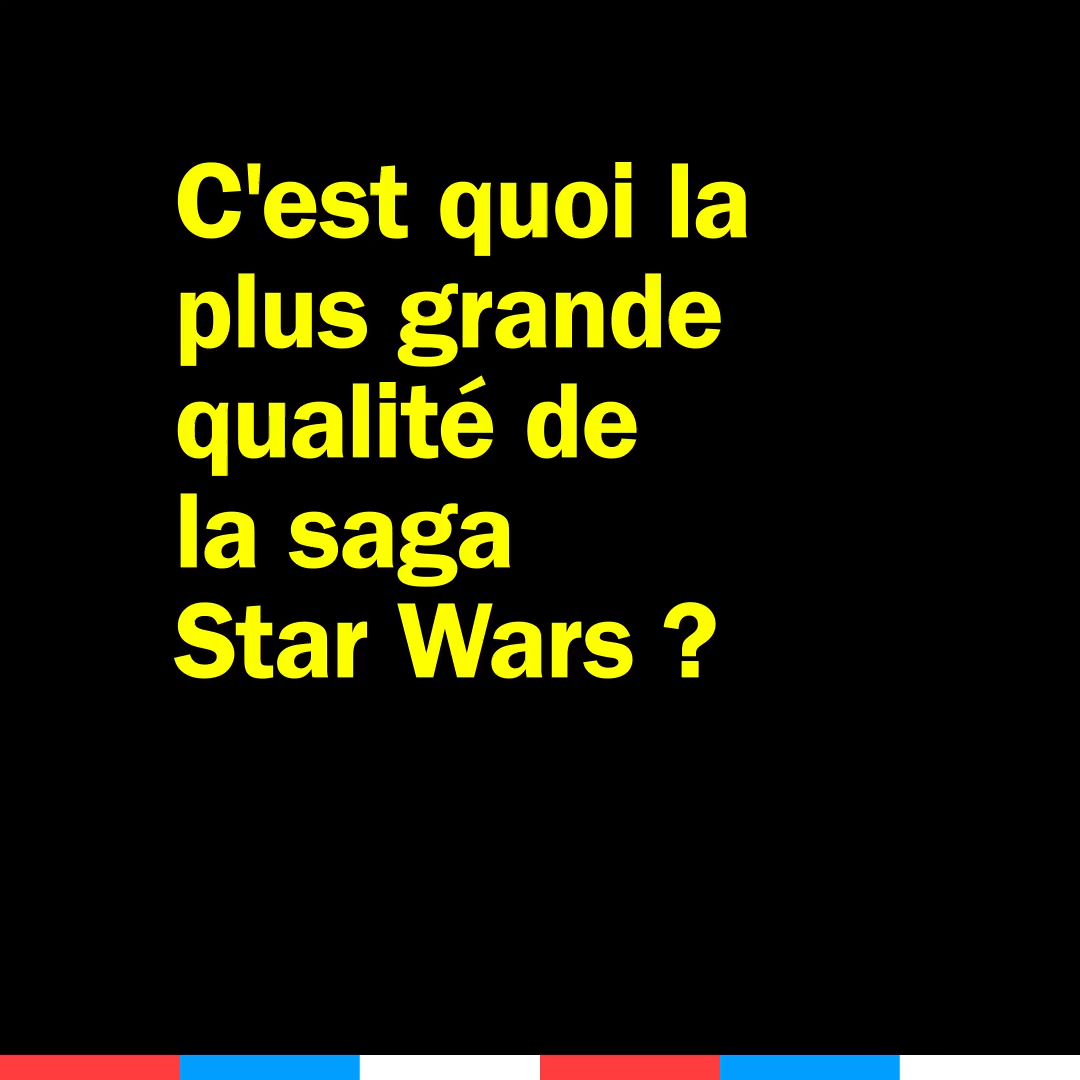 C'est quoi la
plus grande
qualité de
la saga
Star Wars ?